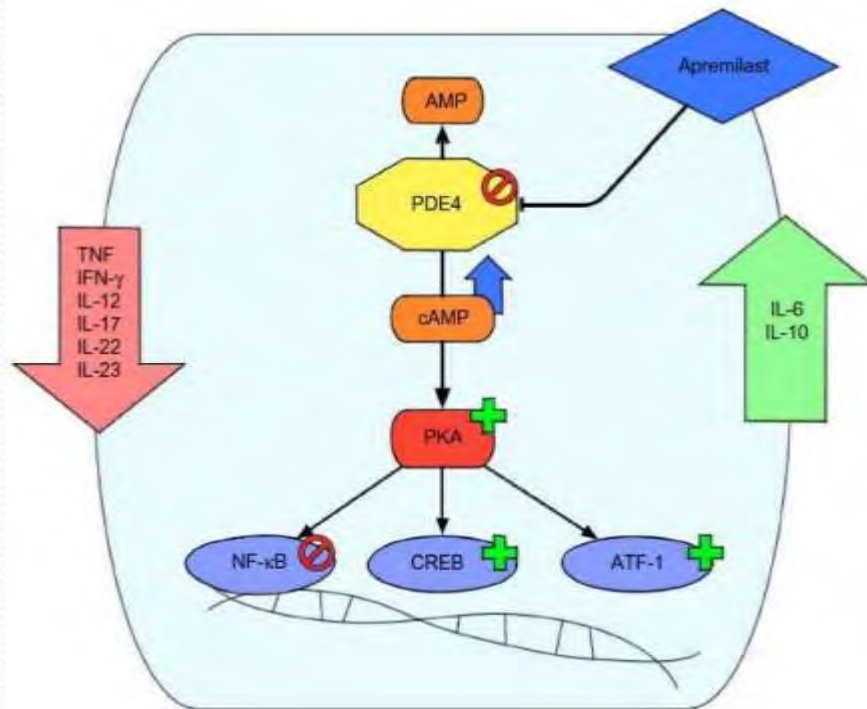 Apremilast
AMP
PDE4
TNF
IFN-γ
IL-12
IL-17
IL-22
IL-23
cAMP
IL-6
IL-10
PKA
NF-κB
CREB
ATF-1